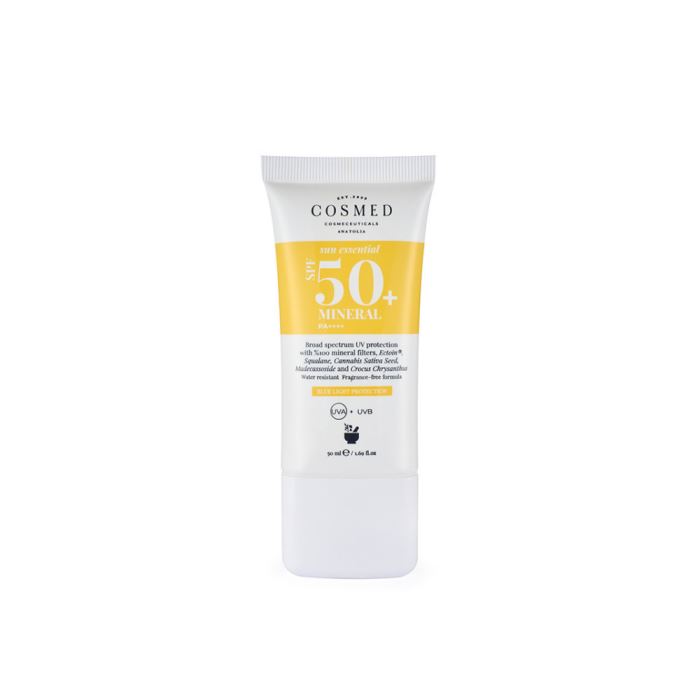 EST. 2002
COSMED
COSMECEUTICALS
ANATOLIA
sun essential
SPF
50+
MINERAL
PA++++
Broad spectrum UV protection
with %100 mineral filters, Ectoin®,
Squalane, Cannabis Sativa Seed,
Madecassoside and Crocus Chrysanthus
Water resistant Fragrance-free formula
BLUE LIGHT PROTECTION
UVA + UVB
50 ml ℮ / 1.69 fl.oz